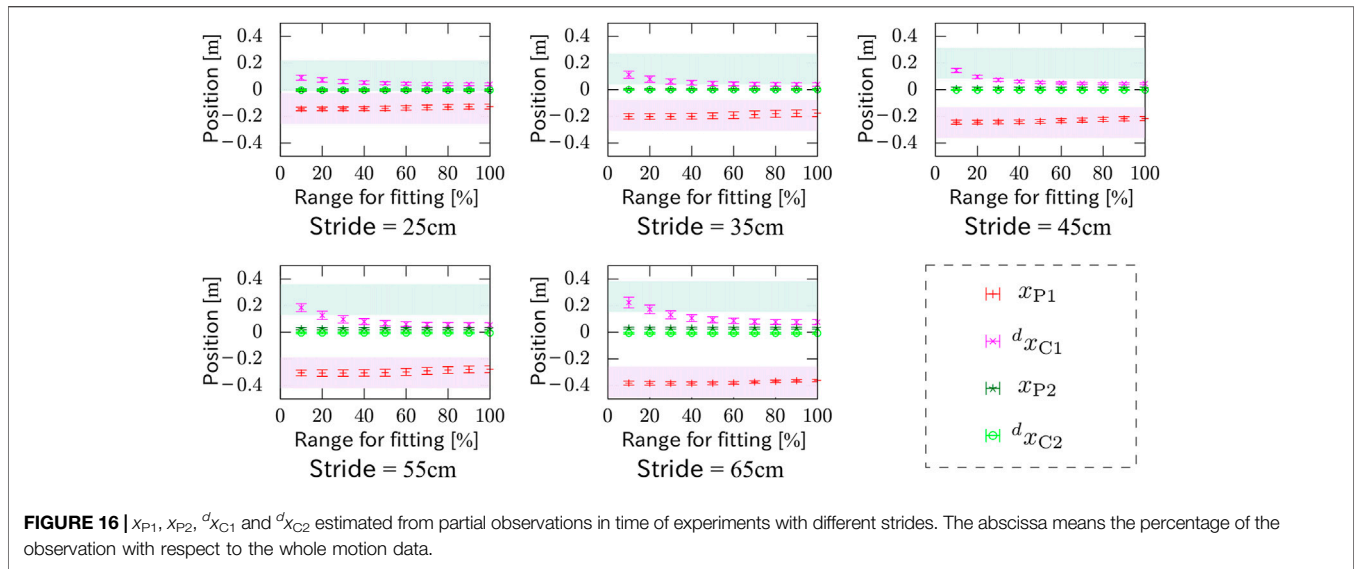 0.4 0.2 0 −0.2 −0.4
Position [m]
0 20 40 60 80 100
Range for fitting [%]
Stride = 25cm
0.4 0.2 0 −0.2 −0.4
Position [m]
0 20 40 60 80 100
Range for fitting [%]
Stride = 35cm
0.4 0.2 0 −0.2 −0.4
Position [m]
0 20 40 60 80 100
Range for fitting [%]
Stride = 45cm
0.4 0.2 0 −0.2 −0.4
Position [m]
0 20 40 60 80 100
Range for fitting [%]
Stride = 55cm
0.4 0.2 0 −0.2 −0.4
Position [m]
0 20 40 60 80 100
Range for fitting [%]
Stride = 65cm
xP1
dxC1
xP2
dxC2
FIGURE 16 | xP1, xP2, dxC1 and dxC2 estimated from partial observations in time of experiments with different strides. The abscissa means the percentage of the
observation with respect to the whole motion data.